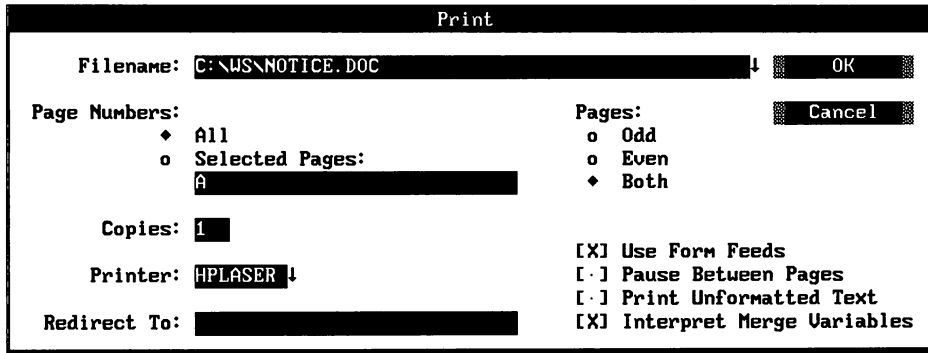 Print
Filename: C:\WS\NOTICE.DOC ↓ OK
Page Numbers: Pages: Cancel
◆ All o Odd
o Selected Pages: o Even
A ◆ Both
Copies: 1
[X] Use Form Feeds
Printer: HPLASER ↓ [·] Pause Between Pages
[·] Print Unformatted Text
Redirect To: [X] Interpret Merge Variables